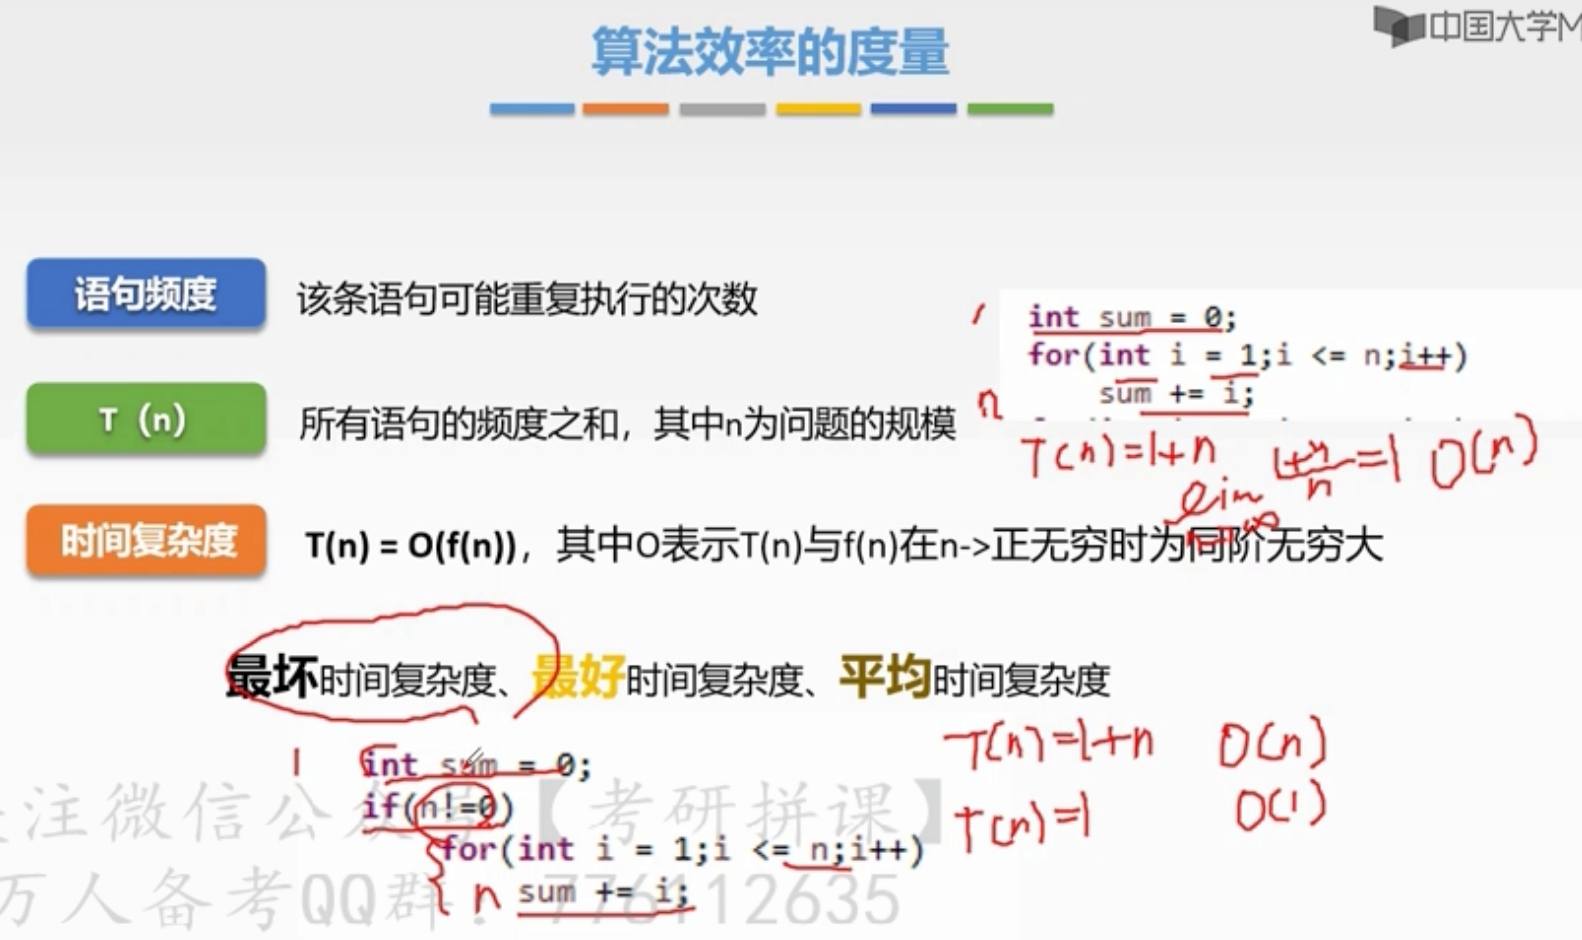 中国大学M
算法效率的度量
语句频度 该条语句可能重复执行的次数
int sum = 0;
for(int i = 1;i <= n;i++)
sum += i;
1
n
T(n)=1+n
lim n→∞ 1+n/n =1 O(n)
T（n） 所有语句的频度之和，其中n为问题的规模
时间复杂度 T(n) = O(f(n))，其中O表示T(n)与f(n)在n->正无穷时为同阶无穷大
最坏时间复杂度、最好时间复杂度、平均时间复杂度
1 int sum = 0;
if(n!=0)
for(int i = 1;i <= n;i++)
n sum += i;
T(n)=1+n O(n)
T(n)=1 O(1)
注微信公众号【考研拼课】
万人备考QQ群：776112635